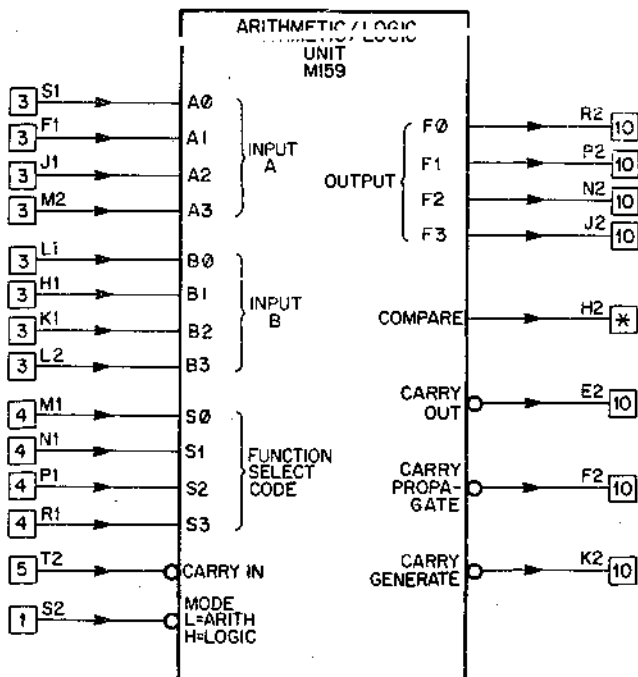 ARITHMETIC/LOGIC
UNIT
M159
3 S1 A0
3 F1 A1
3 J1 A2
3 M2 A3
INPUT
A
3 L1 B0
3 H1 B1
3 K1 B2
3 L2 B3
INPUT
B
4 M1 S0
4 N1 S1
4 P1 S2
4 R1 S3
FUNCTION
SELECT
CODE
5 T2 CARRY IN
1 S2 MODE
L=ARITH
H=LOGIC
OUTPUT
F0 R2 10
F1 P2 10
F2 N2 10
F3 J2 10
COMPARE H2 *
CARRY
OUT
E2 10
CARRY
PROPA-
GATE
F2 10
CARRY
GENERATE
K2 10